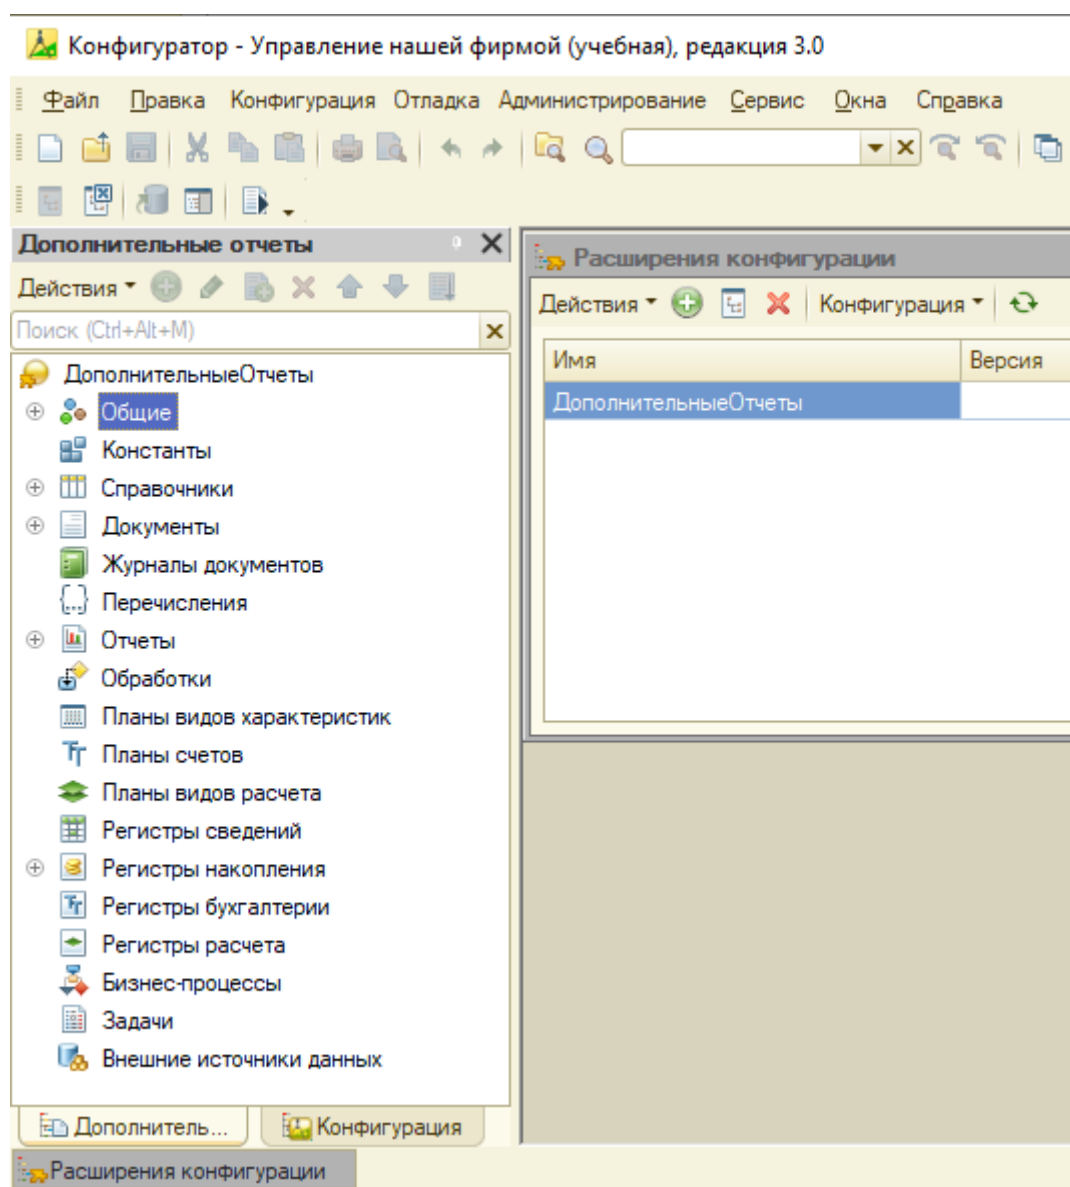 Конфигуратор - Управление нашей фирмой (учебная), редакция 3.0
Файл Правка Конфигурация Отладка Администрирование Сервис Окна Справка
Дополнительные отчеты
Действия
Поиск (Ctrl+Alt+M)
ДополнительныеОтчеты
Общие
Константы
Справочники
Документы
Журналы документов
Перечисления
Отчеты
Обработки
Планы видов характеристик
Планы счетов
Планы видов расчета
Регистры сведений
Регистры накопления
Регистры бухгалтерии
Регистры расчета
Бизнес-процессы
Задачи
Внешние источники данных
Дополнитель... Конфигурация
Расширения конфигурации
Действия Конфигурация
Имя Версия
ДополнительныеОтчеты
Расширения конфигурации